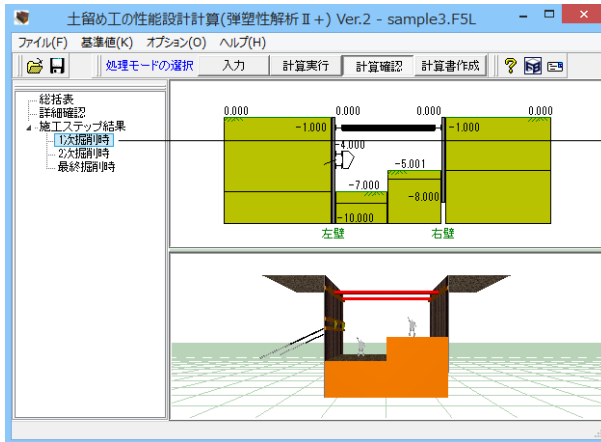 土留め工の性能設計計算(弾塑性解析Ⅱ+) Ver.2 - sample3.F5L
ファイル(F) 基準値(K) オプション(O) ヘルプ(H)
処理モードの選択 入力 計算実行 計算確認 計算書作成
総括表
詳細確認
施工ステップ結果
1次掘削時
2次掘削時
最終掘削時
0.000 0.000 0.000 0.000
-1.000 -1.000
-4.000
-5.001
-7.000
-8.000
-10.000
左壁 右壁